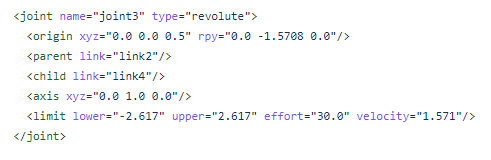 <joint name="joint3" type="revolute">
  <origin xyz="0.0 0.0 0.5" rpy="0.0 -1.5708 0.0"/>
  <parent link="link2"/>
  <child link="link4"/>
  <axis xyz="0.0 1.0 0.0"/>
  <limit lower="-2.617" upper="2.617" effort="30.0" velocity="1.571"/>
</joint>